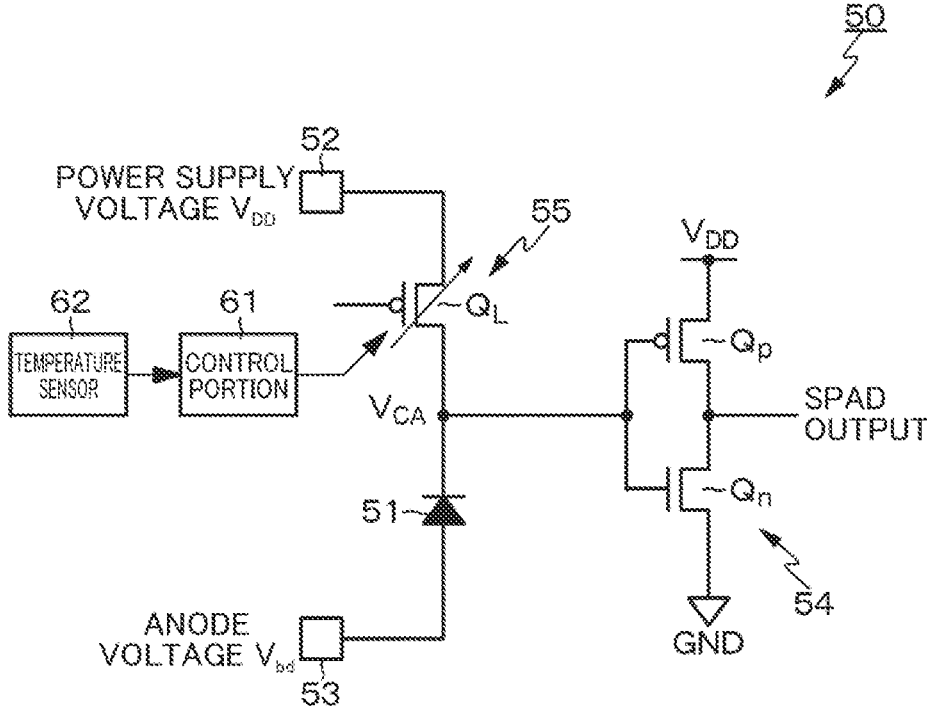 50
52
POWER SUPPLY
VOLTAGE VDD
55
VDD
QL
62
61
TEMPERATURE
SENSOR
CONTROL
PORTION
Qp
VCA
SPAD
OUTPUT
51
Qn
54
ANODE
VOLTAGE Vbd
GND
53